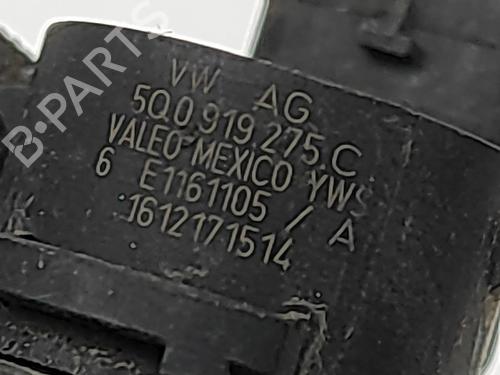 B-PARTS
VW AG
5Q0 919 275 C
VALEO-MEXICO YWS
6 E1161105 / A
1612171514